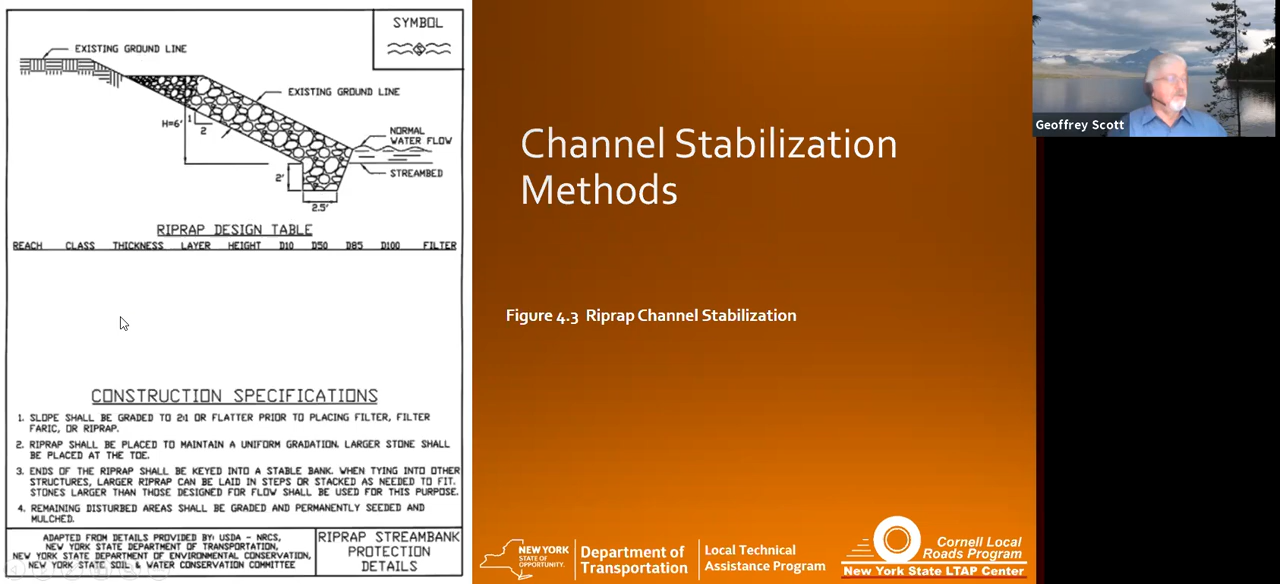 SYMBOL
EXISTING GROUND LINE
EXISTING GROUND LINE
H=6'
1
2
NORMAL
WATER FLOW
STREAMBED
2'
2.5'
RIPRAP DESIGN TABLE
REACH CLASS THICKNESS LAYER HEIGHT D10 D50 D85 D100 FILTER
CONSTRUCTION SPECIFICATIONS
1. SLOPE SHALL BE GRADED TO 2:1 OR FLATTER PRIOR TO PLACING FILTER, FILTER
FARIC, OR RIPRAP.
2. RIPRAP SHALL BE PLACED TO MAINTAIN A UNIFORM GRADATION. LARGER STONE SHALL
BE PLACED AT THE TOE.
3. ENDS OF THE RIPRAP SHALL BE KEYED INTO A STABLE BANK. WHEN TYING INTO OTHER
STRUCTURES, LARGER RIPRAP CAN BE LAID IN STEPS OR STACKED AS NEEDED TO FIT.
STONES LARGER THAN THOSE DESIGNED FOR FLOW SHALL BE USED FOR THIS PURPOSE.
4. REMAINING DISTURBED AREAS SHALL BE GRADED AND PERMANENTLY SEEDED AND
MULCHED.
ADAPTED FROM DETAILS PROVIDED BY: USDA - NRCS,
NEW YORK STATE DEPARTMENT OF TRANSPORTATION,
NEW YORK STATE DEPARTMENT OF ENVIRONMENTAL CONSERVATION,
NEW YORK STATE SOIL & WATER CONSERVATION COMMITTEE
RIPRAP STREAMBANK
PROTECTION
DETAILS
Channel Stabilization
Methods
Figure 4.3 Riprap Channel Stabilization
NEW YORK
STATE OF
OPPORTUNITY.
Department of
Transportation
Local Technical
Assistance Program
Cornell Local
Roads Program
New York State LTAP Center
Geoffrey Scott